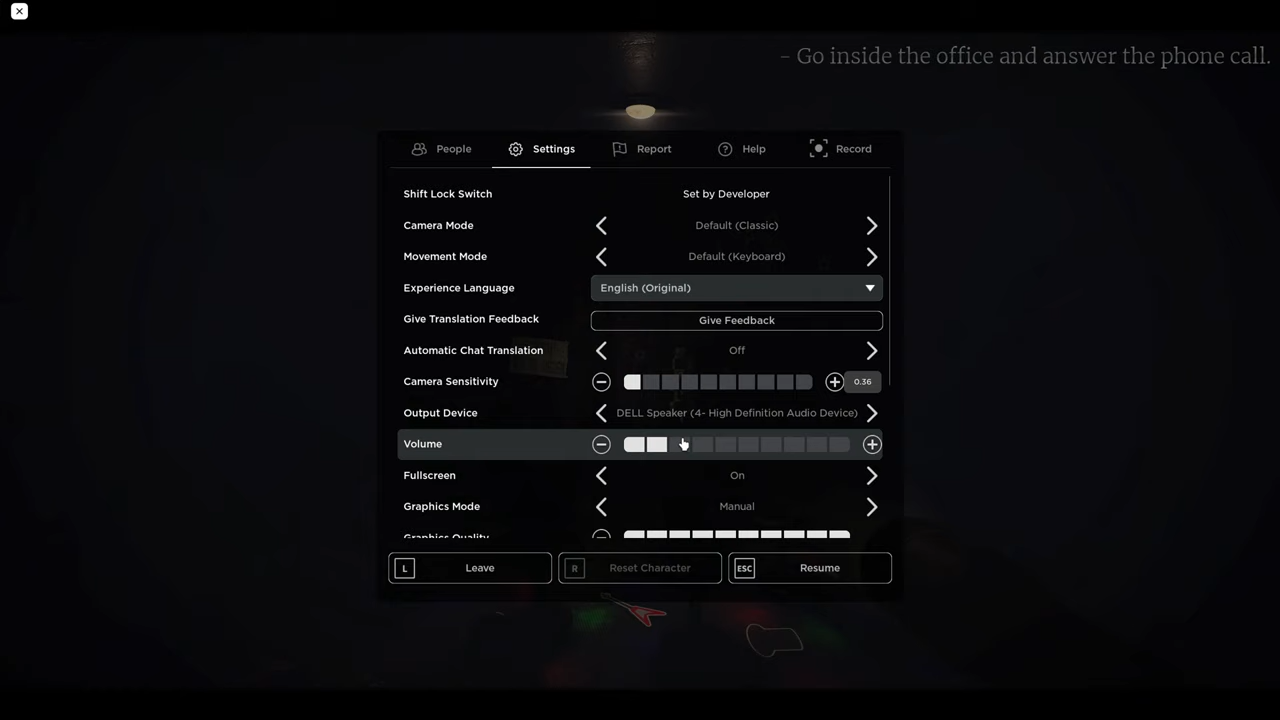 - Go inside the office and answer the phone call.
People Settings Report Help Record
Shift Lock Switch Set by Developer
Camera Mode Default (Classic)
Movement Mode Default (Keyboard)
Experience Language English (Original)
Give Translation Feedback Give Feedback
Automatic Chat Translation Off
Camera Sensitivity 0.36
Output Device DELL Speaker (4- High Definition Audio Device)
Volume
Fullscreen On
Graphics Mode Manual
Graphics Quality
L Leave R Reset Character ESC Resume